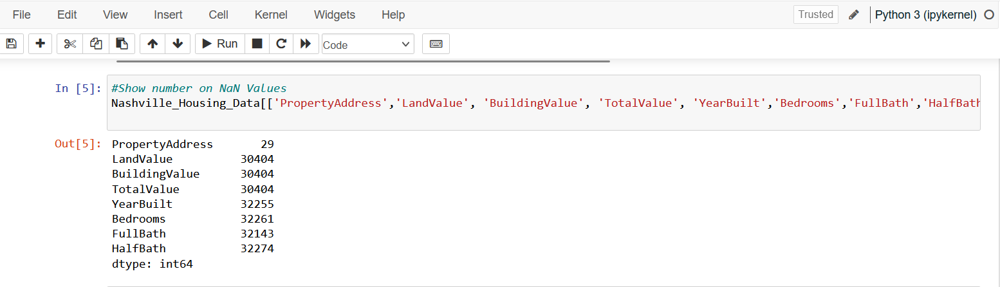 File Edit View Insert Cell Kernel Widgets Help Trusted Python 3 (ipykernel)
Run Code
In [5]: #Show number on NaN Values
Nashville_Housing_Data[['PropertyAddress','LandValue', 'BuildingValue', 'TotalValue', 'YearBuilt','Bedrooms','FullBath','HalfBath
Out[5]: PropertyAddress 29
LandValue 30404
BuildingValue 30404
TotalValue 30404
YearBuilt 32255
Bedrooms 32261
FullBath 32143
HalfBath 32274
dtype: int64